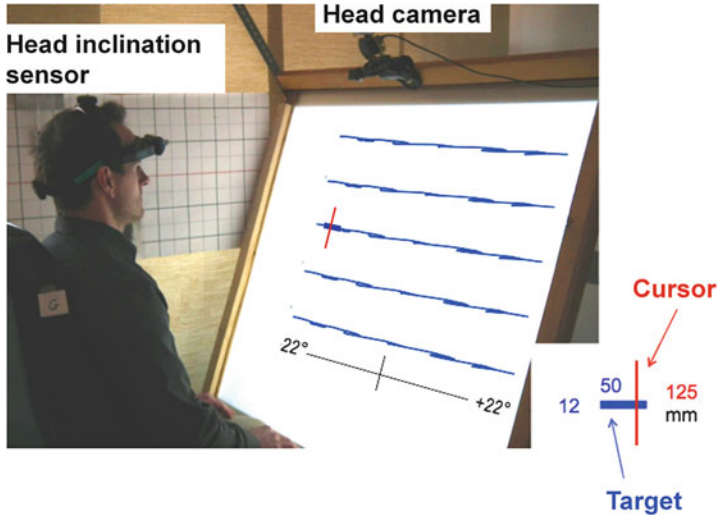 Head camera
Head inclination
sensor
G
22°
+22°
Cursor
50
12
125
mm
Target